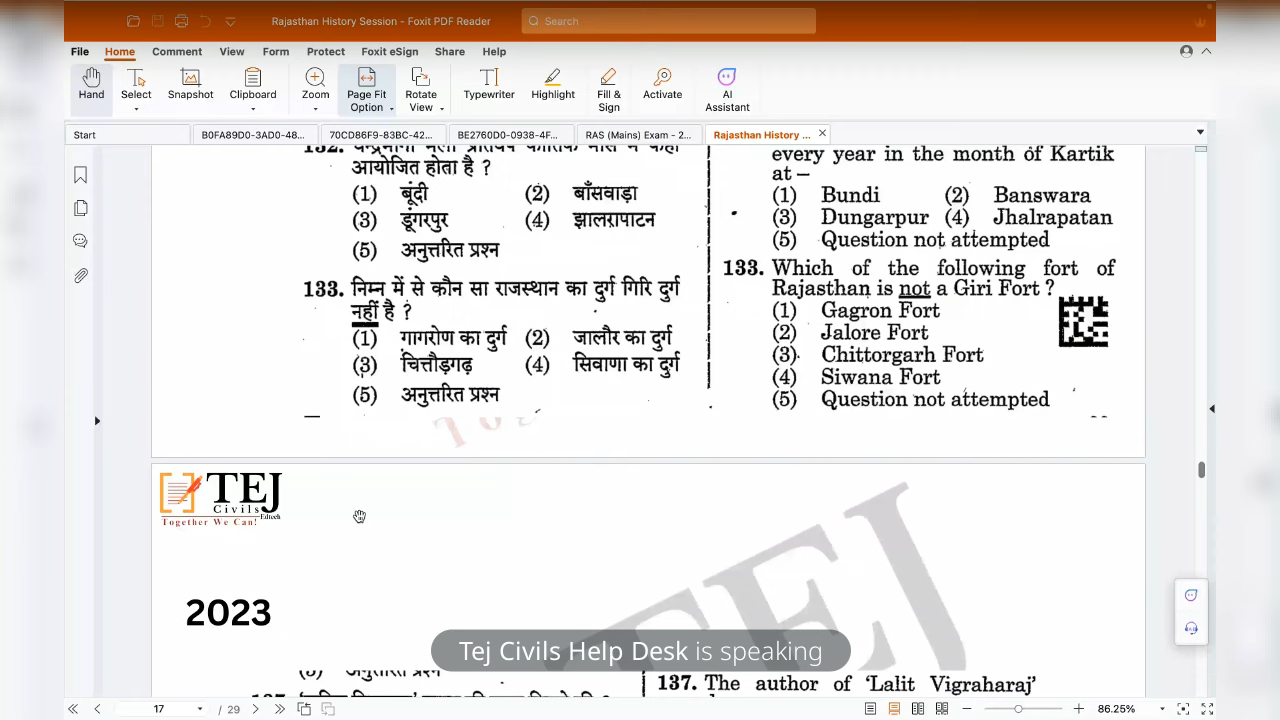 Rajasthan History Session - Foxit PDF Reader
Search
File Home Comment View Form Protect Foxit eSign Share Help
Hand
Select
Snapshot
Clipboard
Zoom
Page Fit Option
Rotate View
Typewriter
Highlight
Fill & Sign
Activate
AI Assistant
Start
B0FA89D0-3AD0-48...
70CD86F9-83BC-42...
BE2760D0-0938-4F...
RAS (Mains) Exam - 2...
Rajasthan History ...
आयोजित होता है ?
(1) बूंदी (2) बाँसवाड़ा
(3) डूंगरपुर (4) झालरापाटन
(5) अनुत्तरित प्रश्न
133. निम्न में से कौन सा राजस्थान का दुर्ग गिरि दुर्ग
नहीं है ?
(1) गागरोण का दुर्ग (2) जालौर का दुर्ग
(3) चित्तौड़गढ़ (4) सिवाणा का दुर्ग
(5) अनुत्तरित प्रश्न
every year in the month of Kartik
at –
(1) Bundi (2) Banswara
(3) Dungarpur (4) Jhalrapatan
(5) Question not attempted
133. Which of the following fort of
Rajasthan is not a Giri Fort ?
(1) Gagron Fort
(2) Jalore Fort
(3) Chittorgarh Fort
(4) Siwana Fort
(5) Question not attempted
TEJ
Civils
Edtech
Together We Can!
TEJ
2023
Tej Civils Help Desk is speaking
137. The author of ‘Lalit Vigraharaj’
17 / 29
86.25%